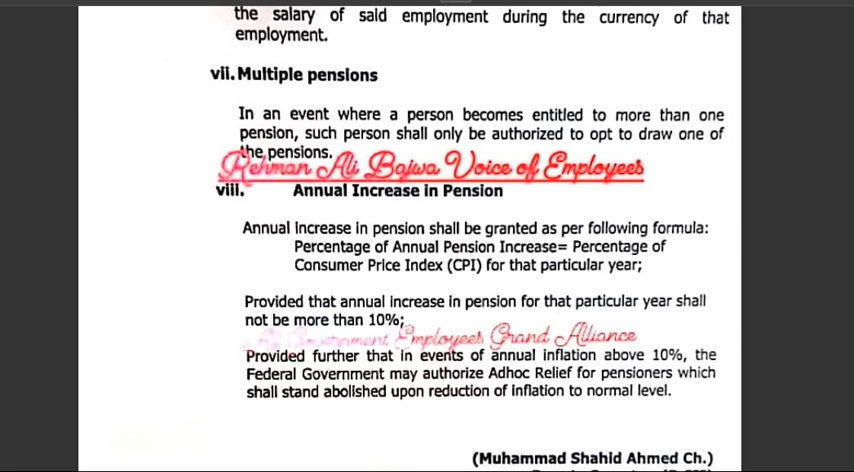 the salary of said employment during the currency of that
employment.
vii. Multiple pensions
In an event where a person becomes entitled to more than one
pension, such person shall only be authorized to opt to draw one of
the pensions.
Rehman Ali Bajwa Voice of Employees
viii. Annual Increase in Pension
Annual increase in pension shall be granted as per following formula:
Percentage of Annual Pension Increase= Percentage of
Consumer Price Index (CPI) for that particular year;
Provided that annual increase in pension for that particular year shall
not be more than 10%;
Government Employees Grand Alliance
Provided further that in events of annual inflation above 10%, the
Federal Government may authorize Adhoc Relief for pensioners which
shall stand abolished upon reduction of inflation to normal level.
(Muhammad Shahid Ahmed Ch.)